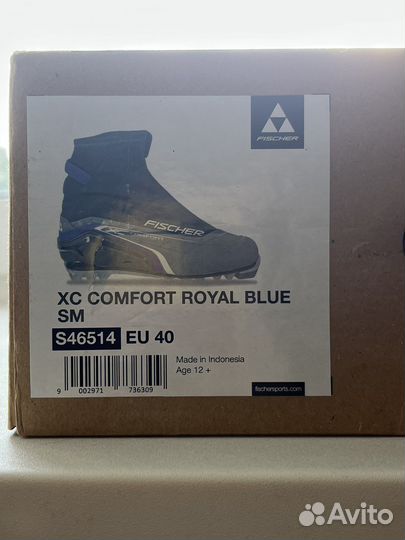 FISCHER
FISCHER
XC COMFORT ROYAL BLUE
SM
S46514 EU 40
Made in Indonesia
Age 12 +
9 002971 736309
fischersports.com
Avito